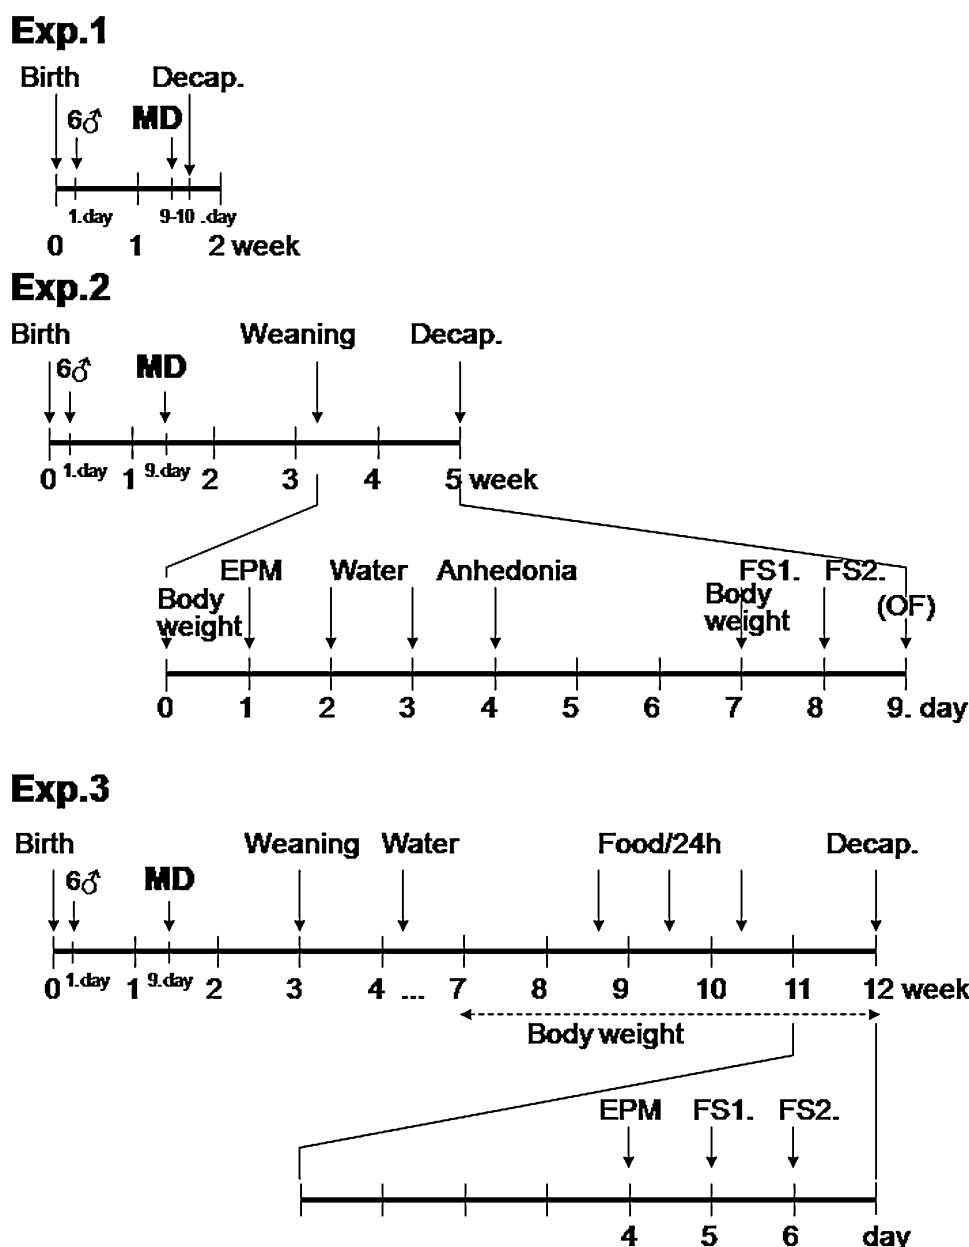 Exp.1
Birth Decap.
6♂ MD
1.day 9-10 .day
0 1 2 week
Exp.2
Birth Weaning Decap.
6♂ MD
0 1.day 1 9.day 2 3 4 5 week
EPM Water Anhedonia FS1. FS2.
Body weight Body weight (OF)
0 1 2 3 4 5 6 7 8 9. day
Exp.3
Birth Weaning Water Food/24h Decap.
6♂ MD
0 1.day 1 9.day 2 3 4 ... 7 8 9 10 11 12 week
Body weight
EPM FS1. FS2.
4 5 6 day